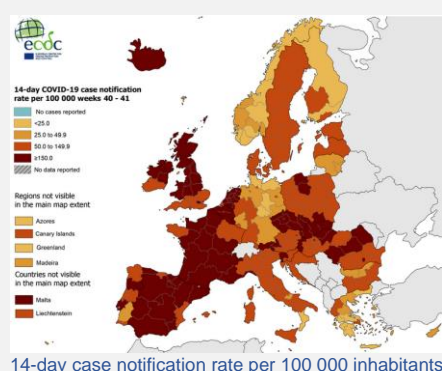 ecdc
14-day COVID-19 case notification
rate per 100 000 weeks 40 - 41
No cases reported
<25.0
25.0 to 49.9
50.0 to 149.9
≥150.0
No data reported
Regions not visible
in the main map extent
Azores
Canary Islands
Greenland
Madeira
Countries not visible
in the main map extent
Malta
Liechtenstein
14-day case notification rate per 100 000 inhabitants